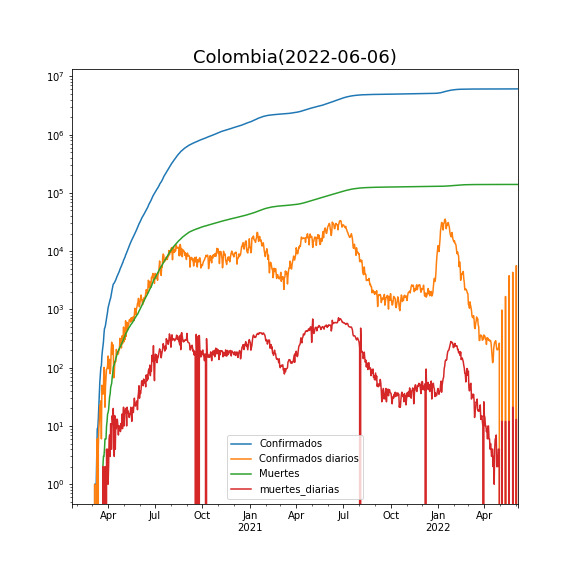 Colombia(2022-06-06)
10^7
10^6
10^5
10^4
10^3
10^2
10^1
10^0
Confirmados
Confirmados diarios
Muertes
muertes_diarias
Apr Jul Oct Jan Apr Jul Oct Jan Apr
2021 2022